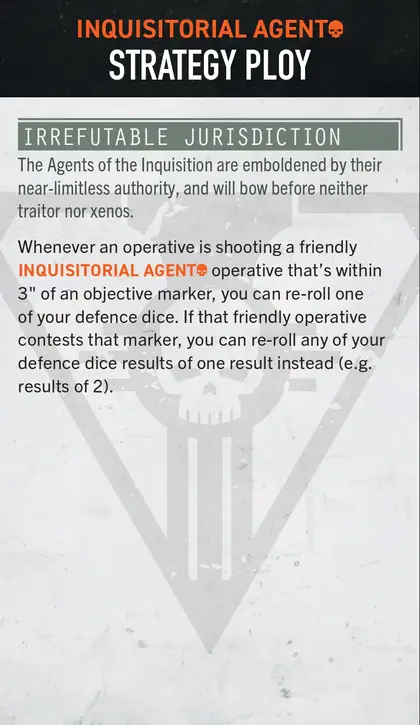 INQUISITORIAL AGENT
STRATEGY PLOY
IRREFUTABLE JURISDICTION
The Agents of the Inquisition are emboldened by their
near-limitless authority, and will bow before neither
traitor nor xenos.
Whenever an operative is shooting a friendly
INQUISITORIAL AGENT operative that’s within
3" of an objective marker, you can re-roll one
of your defence dice. If that friendly operative
contests that marker, you can re-roll any of your
defence dice results of one result instead (e.g.
results of 2).